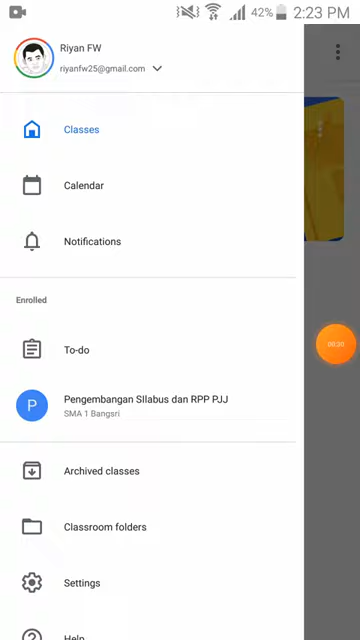 42% 2:23 PM
Riyan FW
riyanfw25@gmail.com
Classes
Calendar
Notifications
Enrolled
To-do
P
Pengembangan SIlabus dan RPP PJJ
SMA 1 Bangsri
Archived classes
Classroom folders
Settings
Help